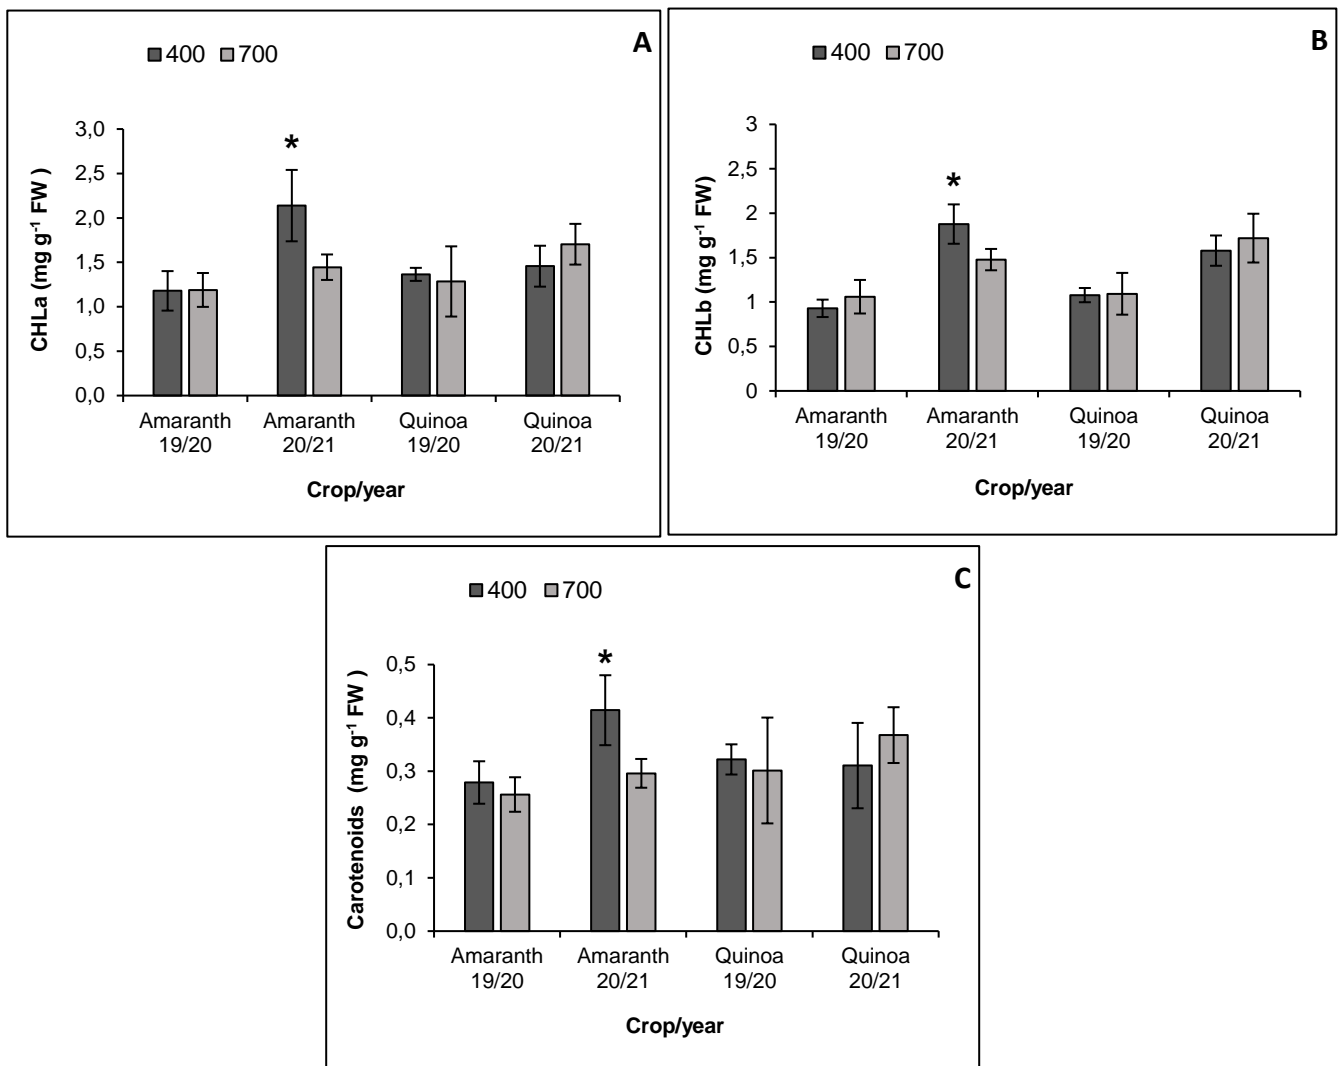 A
400 700
*
3,0
2,5
2,0
1,5
1,0
0,5
0,0
CHLa (mg g-1 FW )
Amaranth 19/20
Amaranth 20/21
Quinoa 19/20
Quinoa 20/21
Crop/year
B
400 700
*
3
2,5
2
1,5
1
0,5
0
CHLb (mg g-1 FW)
Amaranth 19/20
Amaranth 20/21
Quinoa 19/20
Quinoa 20/21
Crop/year
C
400 700
*
0,5
0,4
0,3
0,2
0,1
0,0
Carotenoids (mg g-1 FW )
Amaranth 19/20
Amaranth 20/21
Quinoa 19/20
Quinoa 20/21
Crop/year